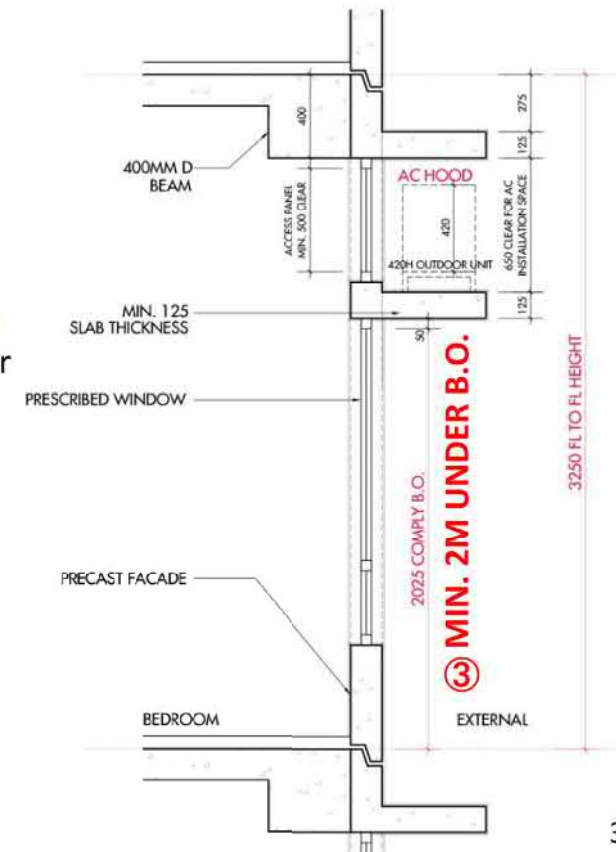 275
400
125
400MM D
BEAM
AC HOOD
ACCESS PANEL
MIN. 500 CLEAR
420
650 CLEAR FOR AC
INSTALLATION SPACE
420H OUTDOOR UNIT
MIN. 125
SLAB THICKNESS
125
50
r
PRESCRIBED WINDOW
2025 COMPLY B.O.
③ MIN. 2M UNDER B.O.
3250 FL TO FL HEIGHT
PRECAST FACADE
BEDROOM
EXTERNAL